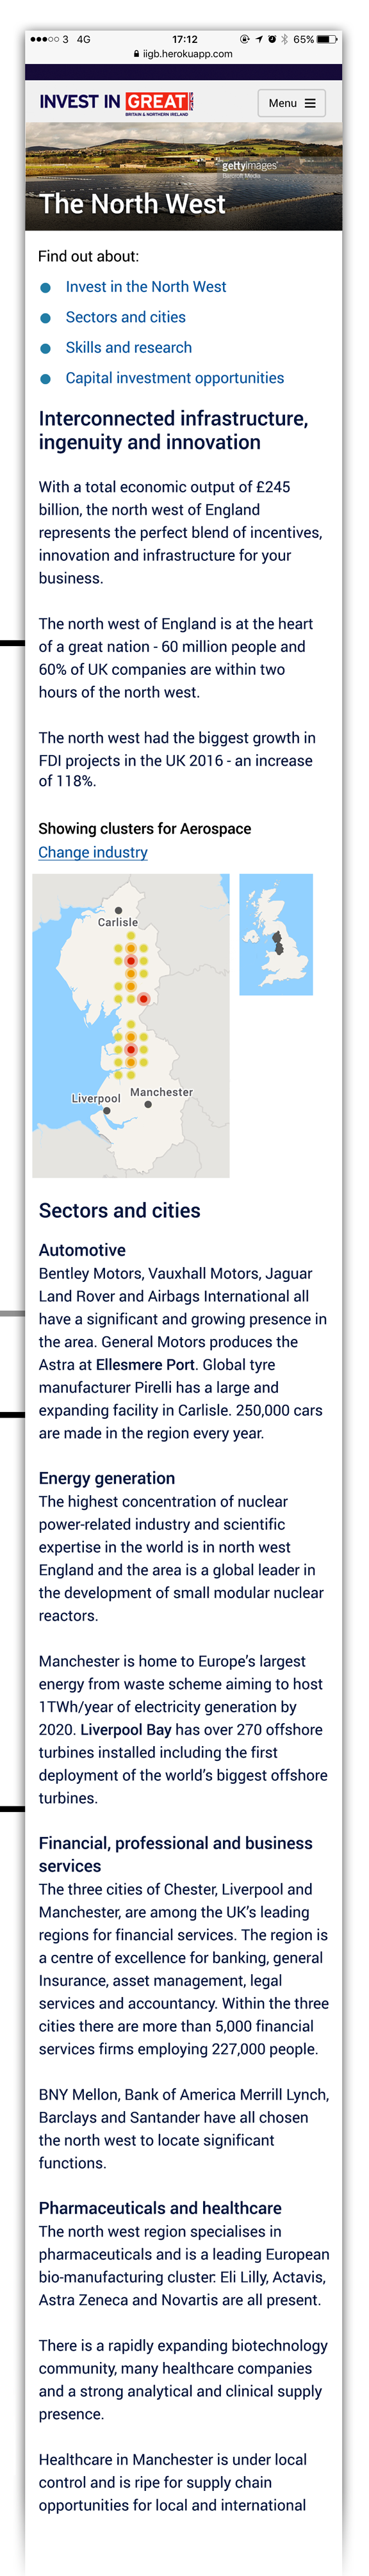 3 4G 17:12 65%
iigb.herokuapp.com
INVEST IN GREAT
BRITAIN & NORTHERN IRELAND
Menu
gettyimages
Barcroft Media
The North West
Find out about:
Invest in the North West
Sectors and cities
Skills and research
Capital investment opportunities
Interconnected infrastructure,
ingenuity and innovation
With a total economic output of £245
billion, the north west of England
represents the perfect blend of incentives,
innovation and infrastructure for your
business.
The north west of England is at the heart
of a great nation - 60 million people and
60% of UK companies are within two
hours of the north west.
The north west had the biggest growth in
FDI projects in the UK 2016 - an increase
of 118%.
Showing clusters for Aerospace
Change industry
Carlisle
Liverpool
Manchester
Sectors and cities
Automotive
Bentley Motors, Vauxhall Motors, Jaguar
Land Rover and Airbags International all
have a significant and growing presence in
the area. General Motors produces the
Astra at Ellesmere Port. Global tyre
manufacturer Pirelli has a large and
expanding facility in Carlisle. 250,000 cars
are made in the region every year.
Energy generation
The highest concentration of nuclear
power-related industry and scientific
expertise in the world is in north west
England and the area is a global leader in
the development of small modular nuclear
reactors.
Manchester is home to Europe's largest
energy from waste scheme aiming to host
1TWh/year of electricity generation by
2020. Liverpool Bay has over 270 offshore
turbines installed including the first
deployment of the world's biggest offshore
turbines.
Financial, professional and business
services
The three cities of Chester, Liverpool and
Manchester, are among the UK's leading
regions for financial services. The region is
a centre of excellence for banking, general
Insurance, asset management, legal
services and accountancy. Within the three
cities there are more than 5,000 financial
services firms employing 227,000 people.
BNY Mellon, Bank of America Merrill Lynch,
Barclays and Santander have all chosen
the north west to locate significant
functions.
Pharmaceuticals and healthcare
The north west region specialises in
pharmaceuticals and is a leading European
bio-manufacturing cluster. Eli Lilly, Actavis,
Astra Zeneca and Novartis are all present.
There is a rapidly expanding biotechnology
community, many healthcare companies
and a strong analytical and clinical supply
presence.
Healthcare in Manchester is under local
control and is ripe for supply chain
opportunities for local and international